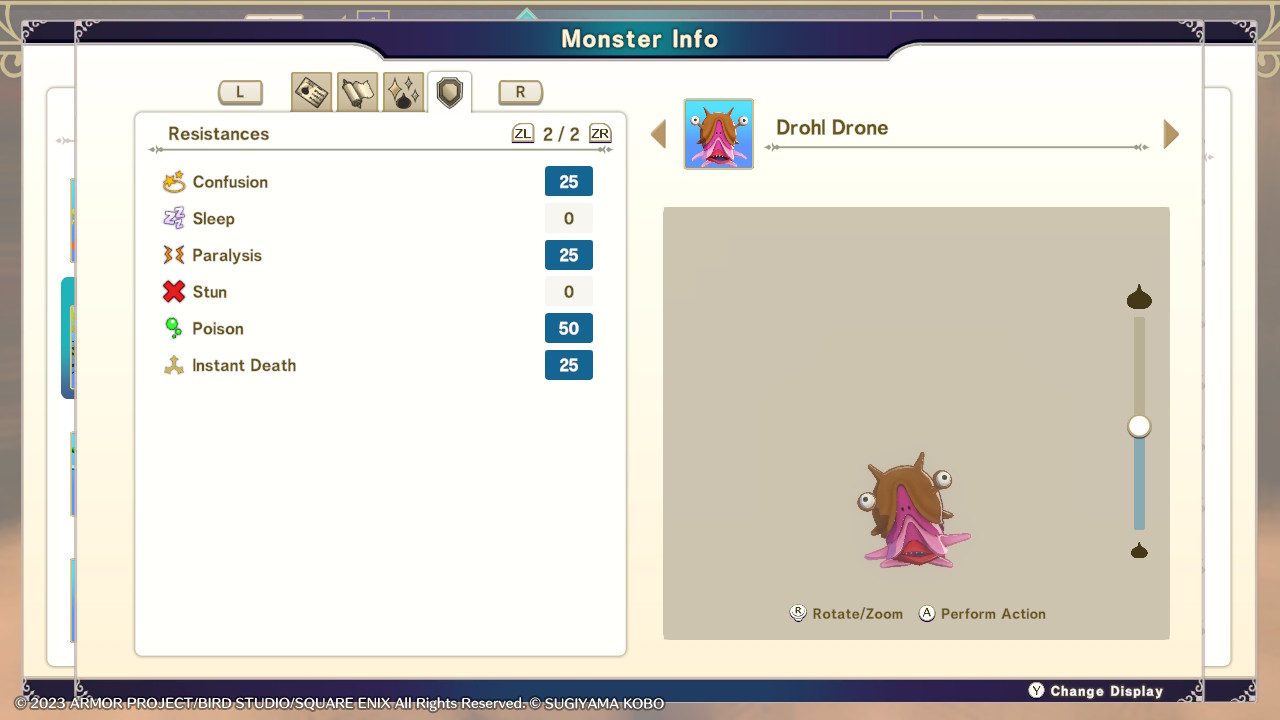 Monster Info
L
R
Resistances
ZL 2 / 2 ZR
Drohl Drone
Confusion 25
Sleep 0
Paralysis 25
Stun 0
Poison 50
Instant Death 25
R Rotate/Zoom A Perform Action
Y Change Display
© 2023 ARMOR PROJECT/BIRD STUDIO/SQUARE ENIX All Rights Reserved. © SUGIYAMA KOBO